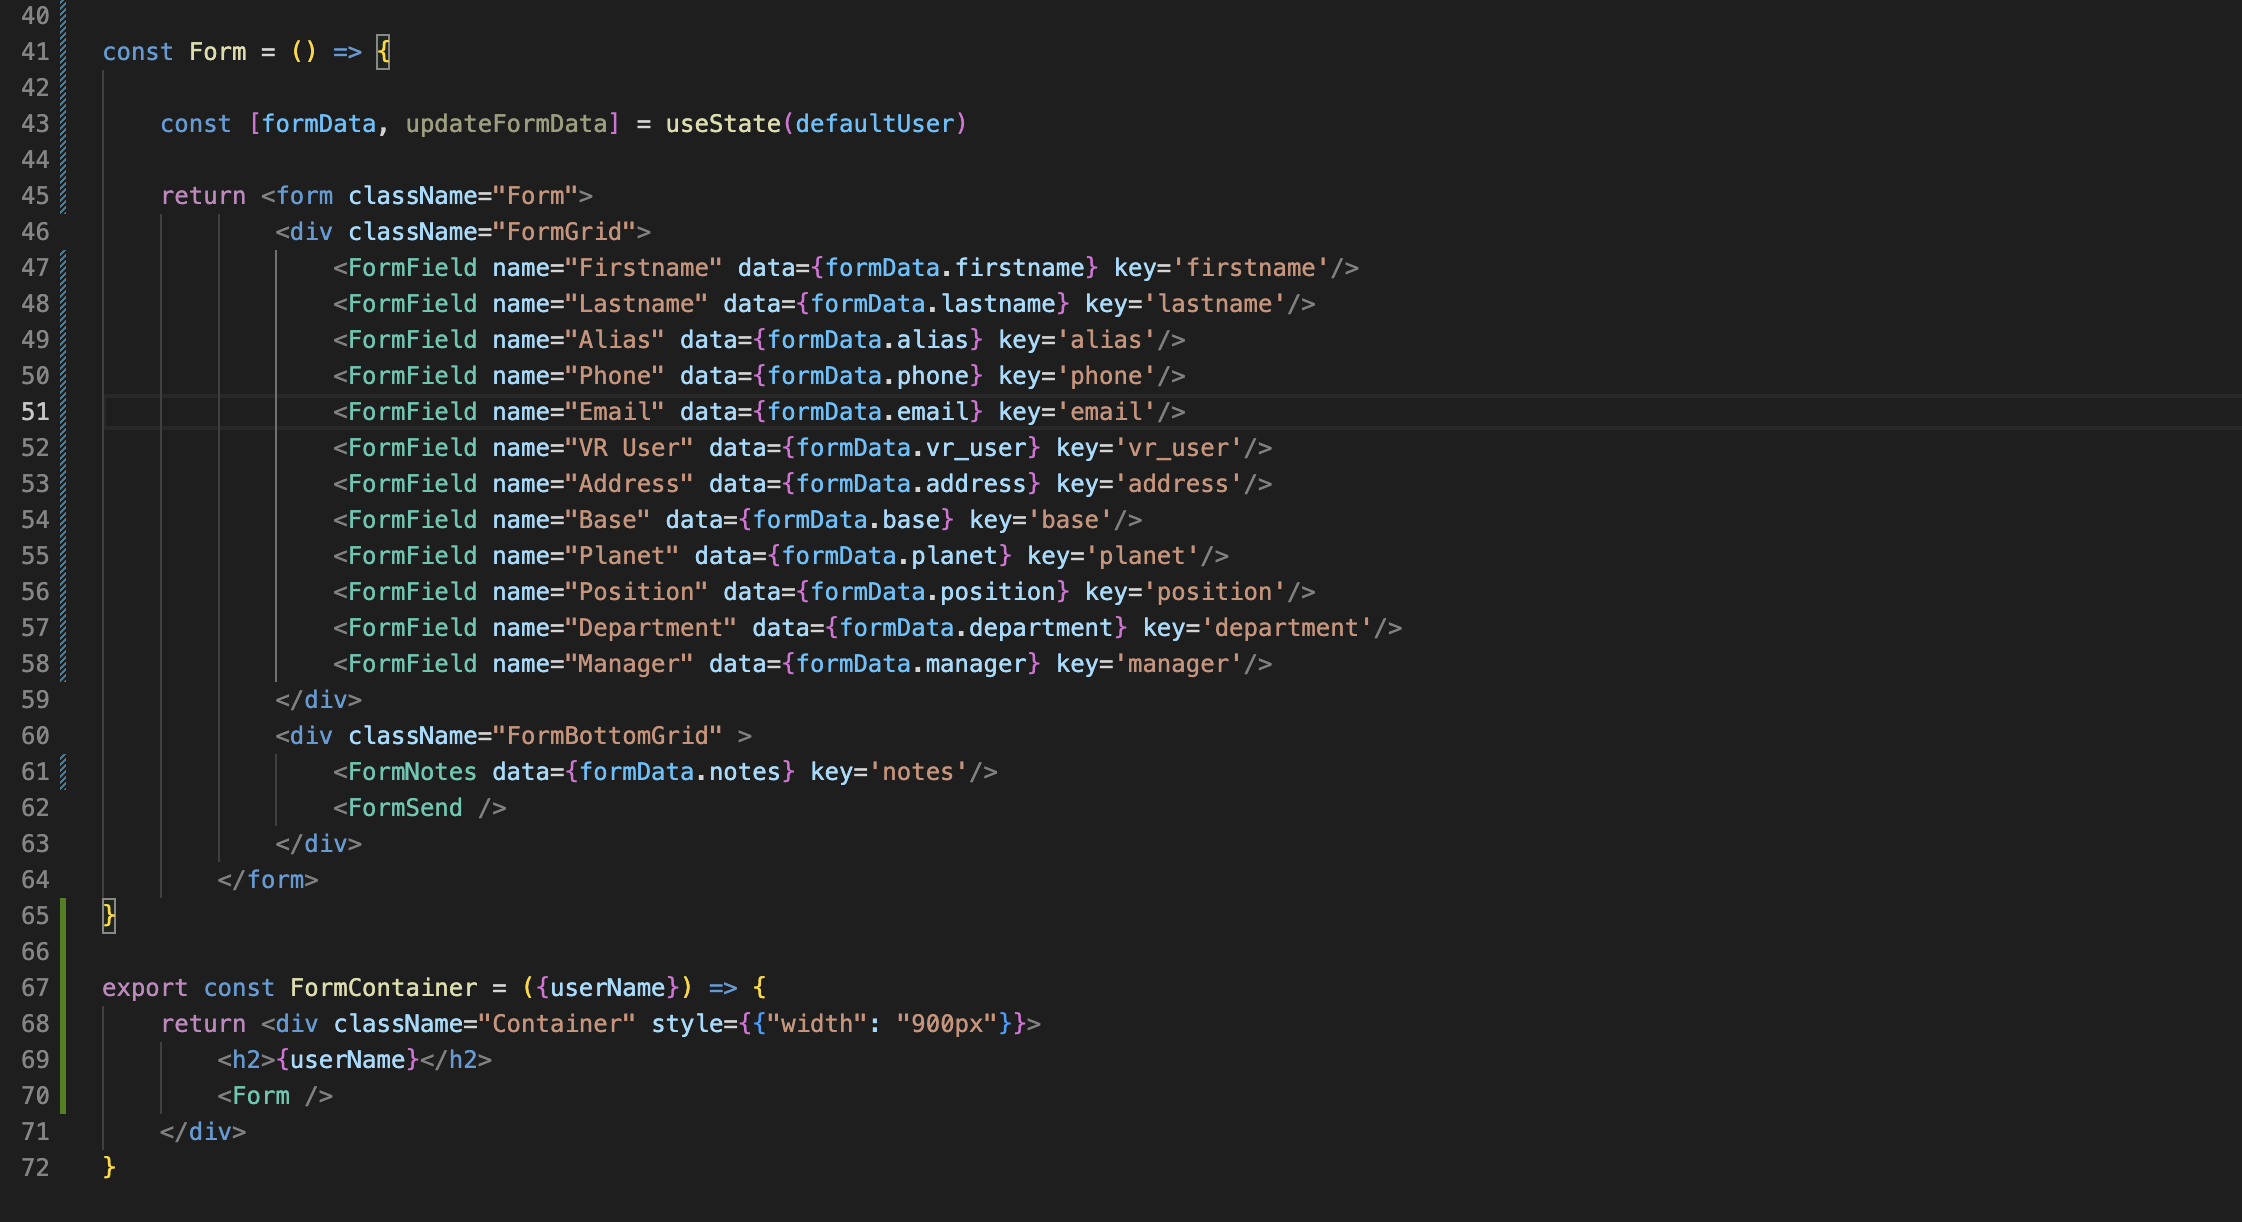 40
41 const Form = () => {
42
43     const [formData, updateFormData] = useState(defaultUser)
44
45     return <form className="Form">
46             <div className="FormGrid">
47                 <FormField name="Firstname" data={formData.firstname} key='firstname'/>
48                 <FormField name="Lastname" data={formData.lastname} key='lastname'/>
49                 <FormField name="Alias" data={formData.alias} key='alias'/>
50                 <FormField name="Phone" data={formData.phone} key='phone'/>
51                 <FormField name="Email" data={formData.email} key='email'/>
52                 <FormField name="VR User" data={formData.vr_user} key='vr_user'/>
53                 <FormField name="Address" data={formData.address} key='address'/>
54                 <FormField name="Base" data={formData.base} key='base'/>
55                 <FormField name="Planet" data={formData.planet} key='planet'/>
56                 <FormField name="Position" data={formData.position} key='position'/>
57                 <FormField name="Department" data={formData.department} key='department'/>
58                 <FormField name="Manager" data={formData.manager} key='manager'/>
59             </div>
60             <div className="FormBottomGrid" >
61                 <FormNotes data={formData.notes} key='notes'/>
62                 <FormSend />
63             </div>
64         </form>
65 }
66
67 export const FormContainer = ({userName}) => {
68     return <div className="Container" style={{"width": "900px"}}>
69         <h2>{userName}</h2>
70         <Form />
71     </div>
72 }